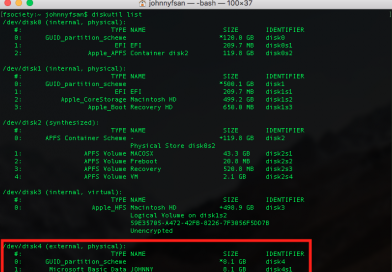 johnnyfsan — -bash — 100×37
fsociety:~ johnnyfsan$ diskutil list
/dev/disk0 (internal, physical):
#: TYPE NAME SIZE IDENTIFIER
0: GUID_partition_scheme *120.0 GB disk0
1: EFI EFI 209.7 MB disk0s1
2: Apple_APFS Container disk2 119.8 GB disk0s2
/dev/disk1 (internal, physical):
#: TYPE NAME SIZE IDENTIFIER
0: GUID_partition_scheme *500.1 GB disk1
1: EFI EFI 209.7 MB disk1s1
2: Apple_CoreStorage Macintosh HD 499.2 GB disk1s2
3: Apple_Boot Recovery HD 650.0 MB disk1s3
/dev/disk2 (synthesized):
#: TYPE NAME SIZE IDENTIFIER
0: APFS Container Scheme - +119.8 GB disk2
Physical Store disk0s2
1: APFS Volume MACOSX 43.3 GB disk2s1
2: APFS Volume Preboot 20.8 MB disk2s2
3: APFS Volume Recovery 520.8 MB disk2s3
4: APFS Volume VM 2.1 GB disk2s4
/dev/disk3 (internal, virtual):
#: TYPE NAME SIZE IDENTIFIER
0: Apple_HFS Macintosh HD +498.9 GB disk3
Logical Volume on disk1s2
Unencrypted
/dev/disk4 (external, physical):
#: TYPE NAME SIZE IDENTIFIER
0: GUID_partition_scheme *8.1 GB disk4
1: Microsoft Basic Data JOHNNY 8.1 GB disk4s1